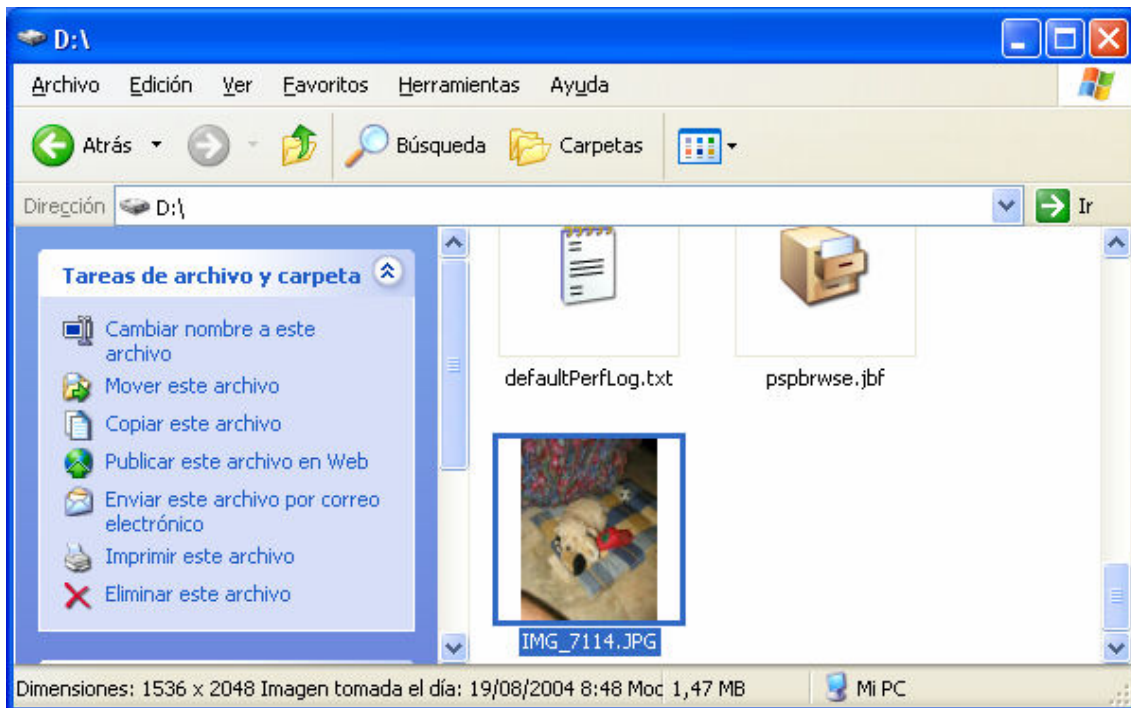 D:\
Archivo Edición Ver Favoritos Herramientas Ayuda
Atrás Búsqueda Carpetas
Dirección D:\ Ir
Tareas de archivo y carpeta
Cambiar nombre a este
archivo
Mover este archivo
Copiar este archivo
Publicar este archivo en Web
Enviar este archivo por correo
electrónico
Imprimir este archivo
Eliminar este archivo
defaultPerfLog.txt pspbrwse.jbf
IMG_7114.JPG
Dimensiones: 1536 x 2048 Imagen tomada el día: 19/08/2004 8:48 Moc 1,47 MB Mi PC